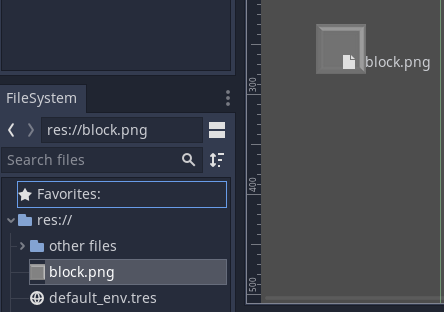 FileSystem
res://block.png
Search files
Favorites:
res://
other files
block.png
default_env.tres
block.png
300
400
500